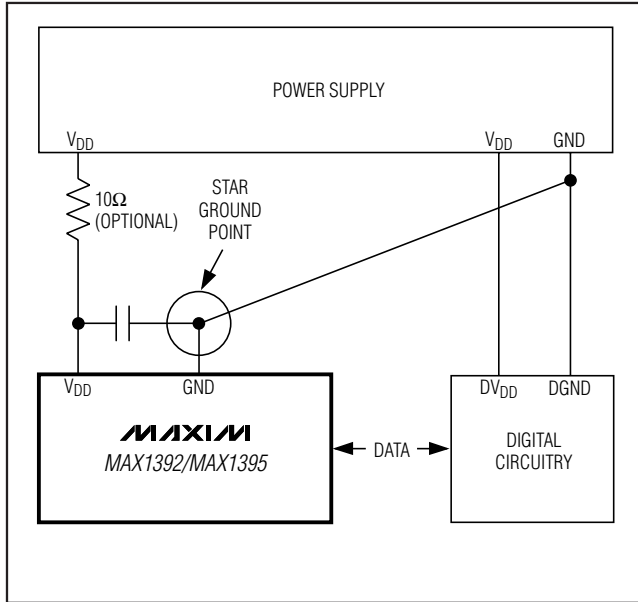 POWER SUPPLY
VDD
VDD
GND
10Ω
(OPTIONAL)
STAR
GROUND
POINT
VDD
GND
MAXIM
MAX1392/MAX1395
DATA
DVDD
DGND
DIGITAL
CIRCUITRY